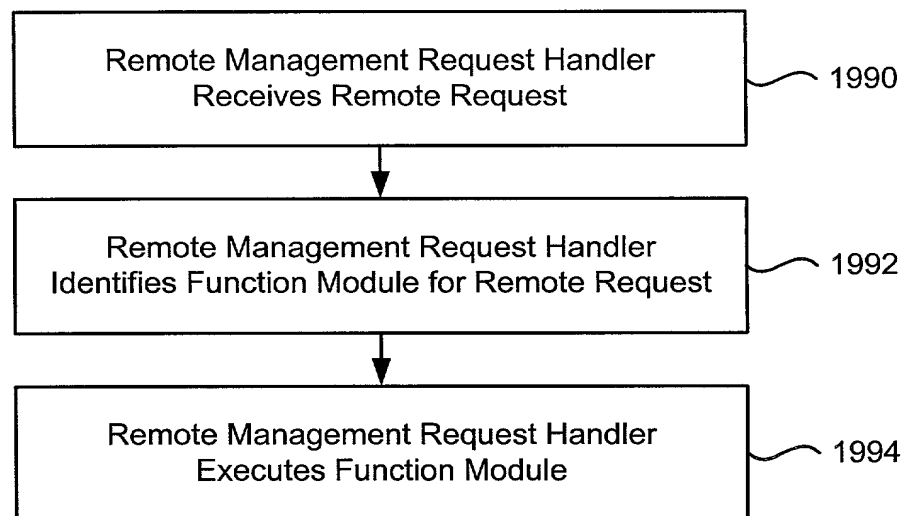 Remote Management Request Handler
Receives Remote Request
1990
Remote Management Request Handler
Identifies Function Module for Remote Request
1992
Remote Management Request Handler
Executes Function Module
1994